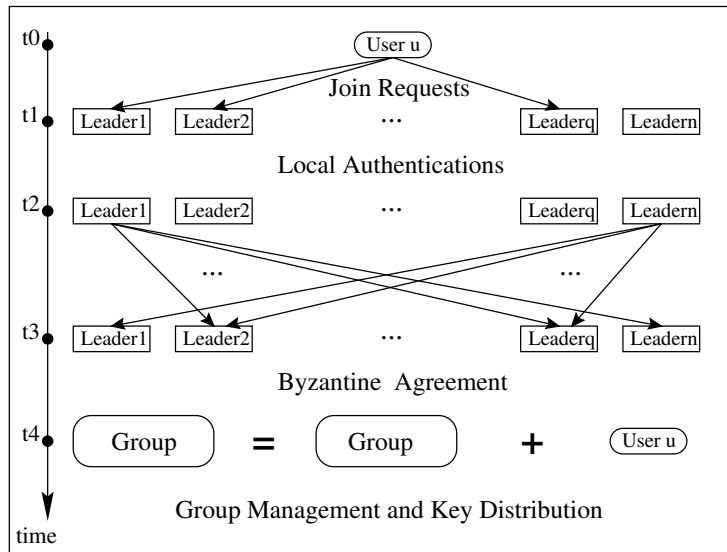 t0 User u
Join Requests
t1 Leader1 Leader2 ... Leaderq Leadern
Local Authentications
t2 Leader1 Leader2 ... Leaderq Leadern
... ...
t3 Leader1 Leader2 ... Leaderq Leadern
Byzantine Agreement
t4 Group = Group + User u
Group Management and Key Distribution
time